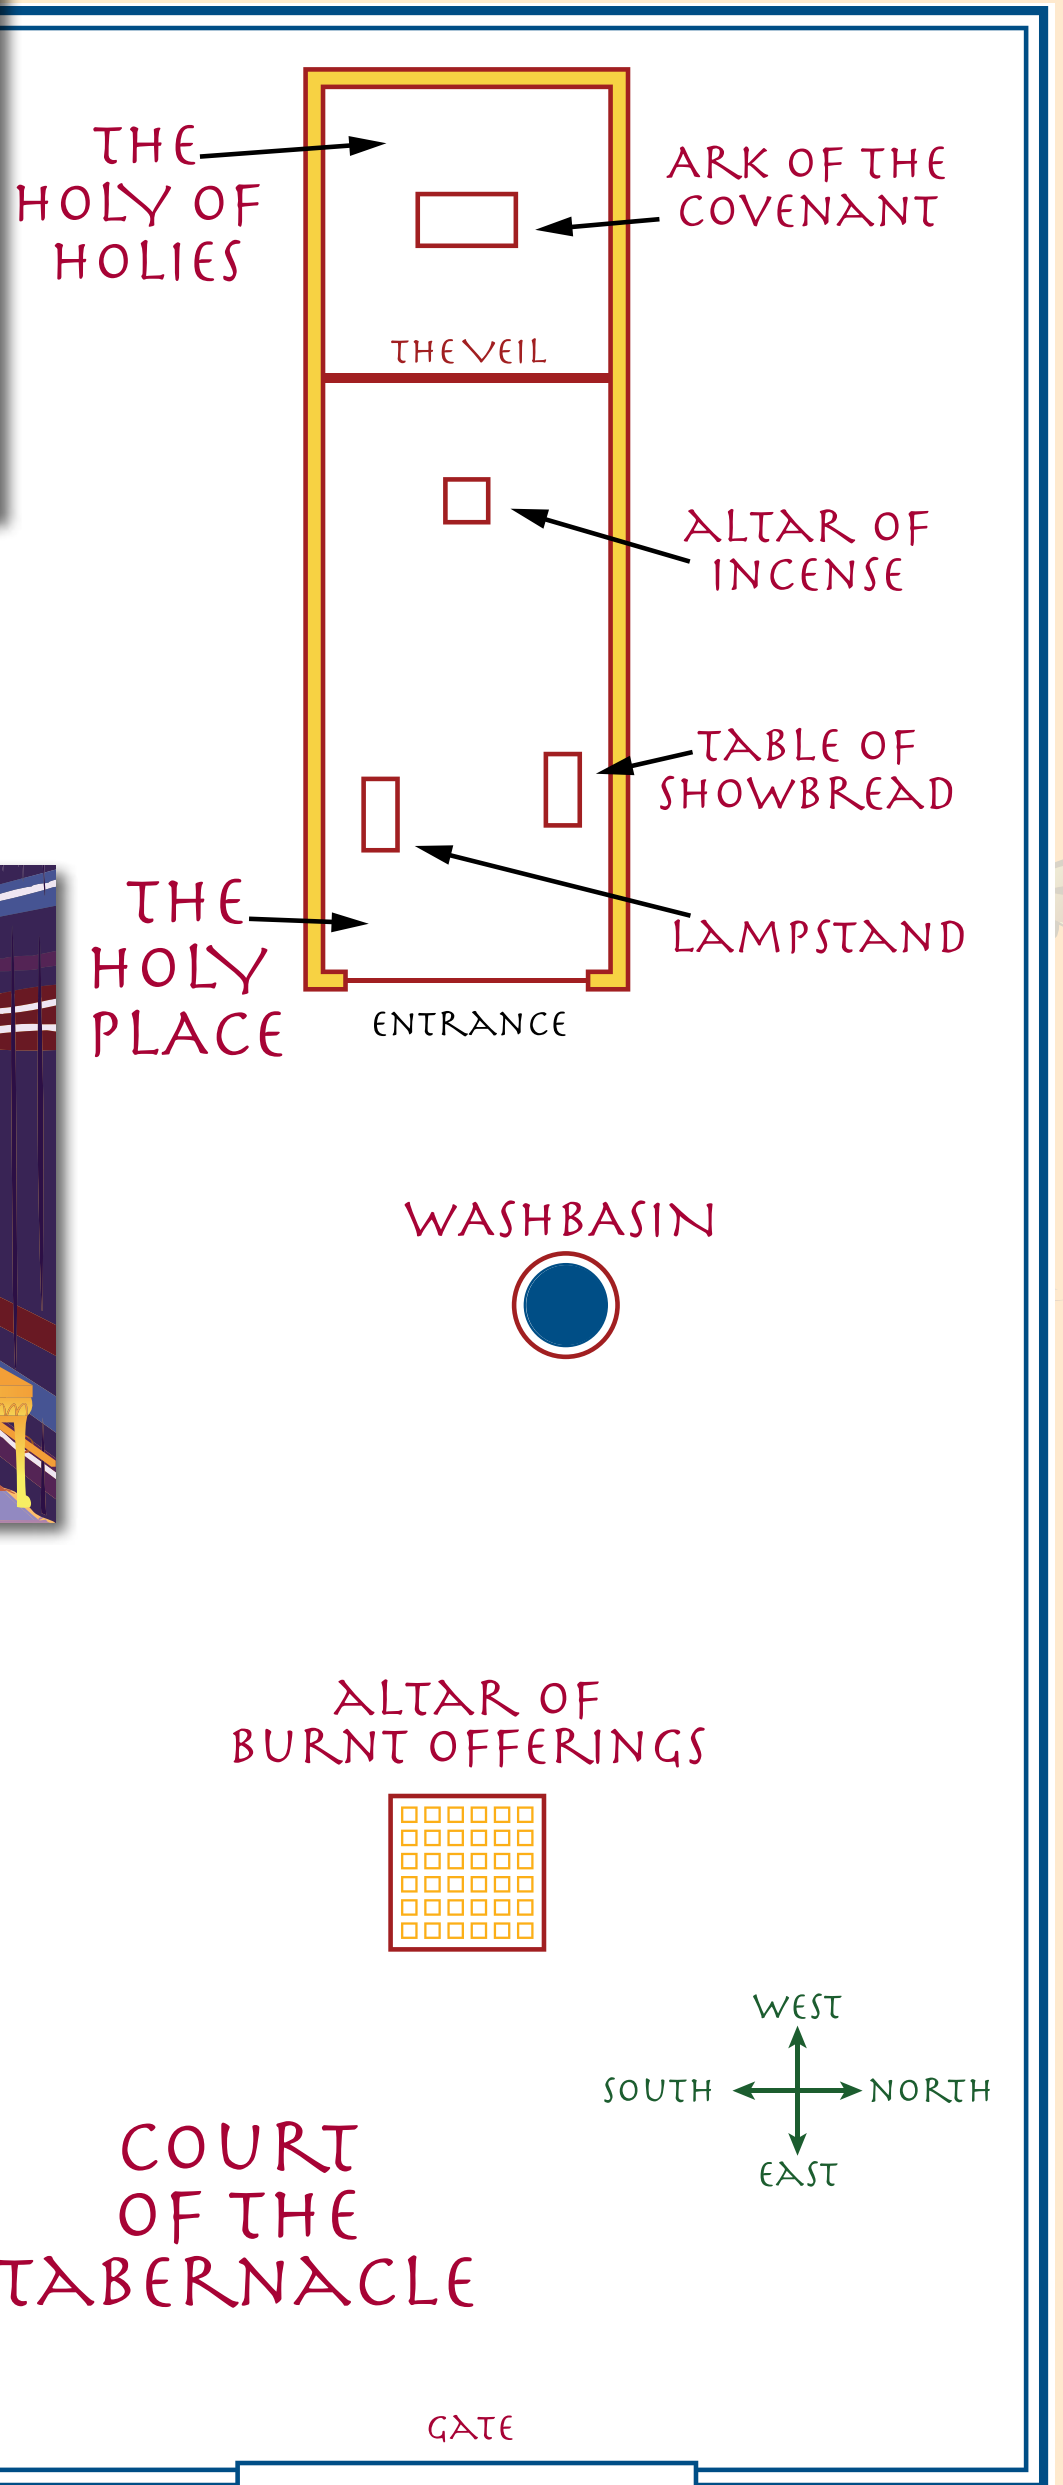 THE
HOLY OF
HOLIES
ARK OF THE
COVENANT
THE VEIL
ALTAR OF
INCENSE
TABLE OF
SHOWBREAD
LAMPSTAND
THE
HOLY
PLACE
ENTRANCE
WASHBASIN
ALTAR OF
BURNT OFFERINGS
WEST
SOUTH NORTH
EAST
COURT
OF THE
TABERNACLE
GATE